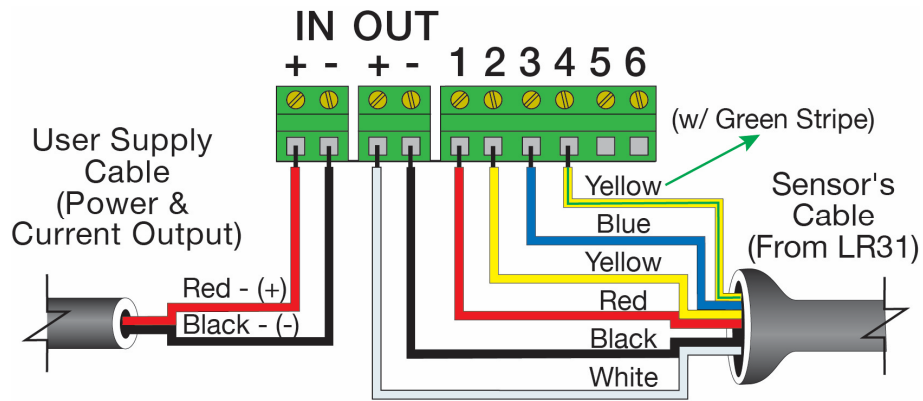 IN OUT
+ - + - 1 2 3 4 5 6
(w/ Green Stripe)
User Supply
Cable
(Power &
Current Output)
Yellow
Sensor's
Cable
(From LR31)
Blue
Yellow
Red - (+)
Red
Black - (-)
Black
White